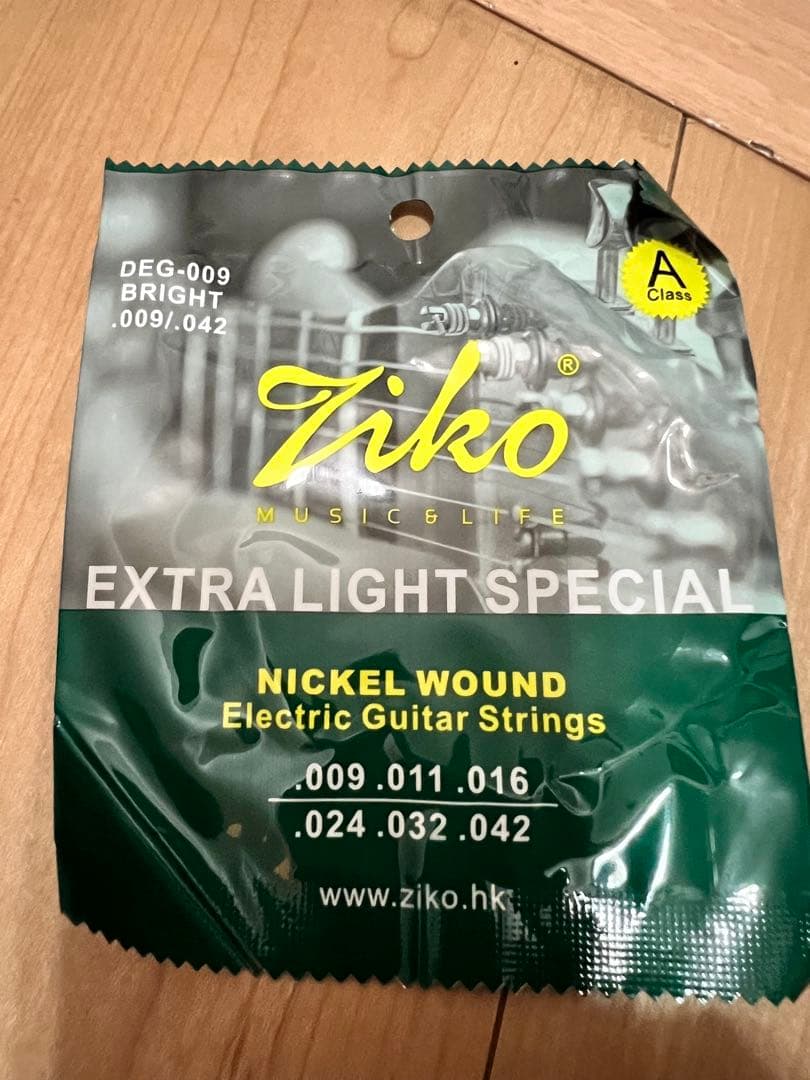 DEG-009
BRIGHT
.009/.042
A
Class
Ziko®
MUSIC & LIFE
EXTRA LIGHT SPECIAL
NICKEL WOUND
Electric Guitar Strings
.009 .011 .016
.024 .032 .042
www.ziko.hk